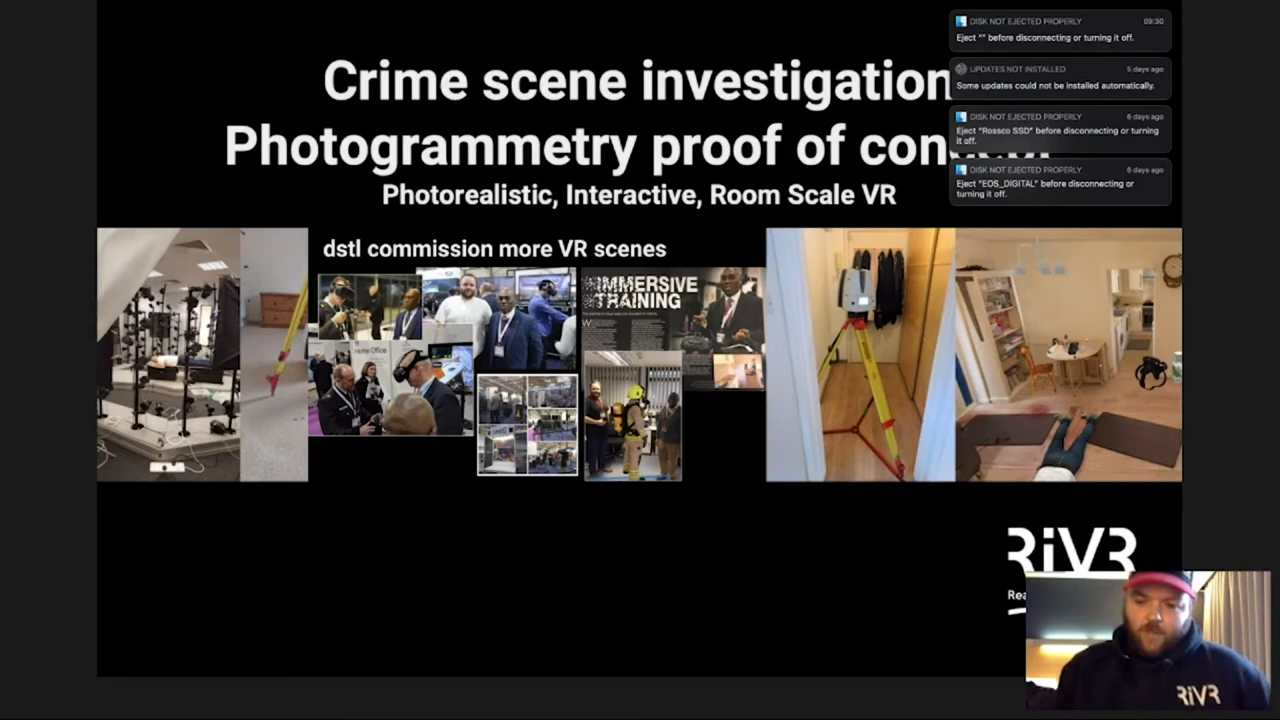 Crime scene investigation
Photogrammetry proof of concept
Photorealistic, Interactive, Room Scale VR
dstl commission more VR scenes
DISK NOT EJECTED PROPERLY 09:30
Eject "" before disconnecting or turning it off.
UPDATES NOT INSTALLED 5 days ago
Some updates could not be installed automatically.
DISK NOT EJECTED PROPERLY 6 days ago
Eject "Rossco SSD" before disconnecting or turning
it off.
DISK NOT EJECTED PROPERLY 6 days ago
Eject "EOS_DIGITAL" before disconnecting or
turning it off.
IMMERSIVE
TRAINING
Home Office
RiVR
Rea
RiVR